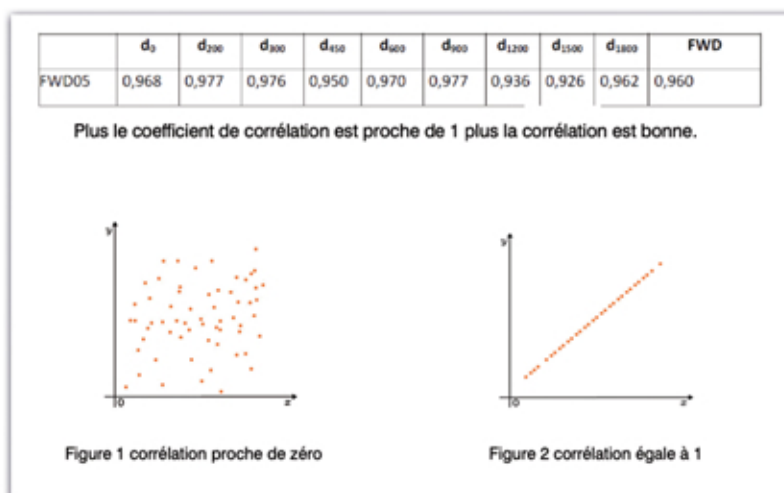 d₀ d₂₀₀ d₃₀₀ d₄₅₀ d₆₀₀ d₉₀₀ d₁₂₀₀ d₁₅₀₀ d₁₈₀₀ FWD
FWD05 0,968 0,977 0,976 0,950 0,970 0,977 0,936 0,926 0,962 0,960
Plus le coefficient de corrélation est proche de 1 plus la corrélation est bonne.
y y
0 x 0 x
Figure 1 corrélation proche de zéro Figure 2 corrélation égale à 1